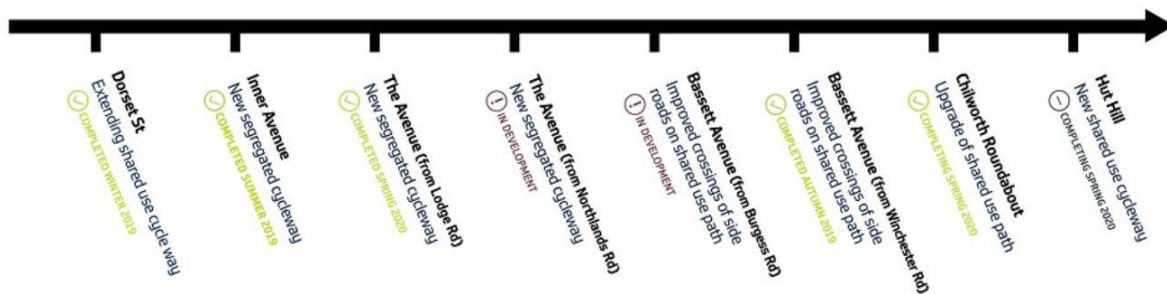 Dorset St
Extending shared use cycle way
COMPLETED WINTER 2019
Inner Avenue
New segregated cycleway
COMPLETED SUMMER 2019
The Avenue (from Lodge Rd)
New segregated cycleway
COMPLETED SPRING 2020
The Avenue (from Northlands Rd)
New segregated cycleway
IN DEVELOPMENT
Bassett Avenue (from Burgess Rd)
Improved crossings of side
roads on shared use path
IN DEVELOPMENT
Bassett Avenue (from Winchester Rd)
Improved crossings of side
roads on shared use path
COMPLETED AUTUMN 2019
Chilworth Roundabout
Upgrade of shared use path
COMPLETING SPRING 2020
Hut Hill
New shared use cycleway
COMPLETING SPRING 2020